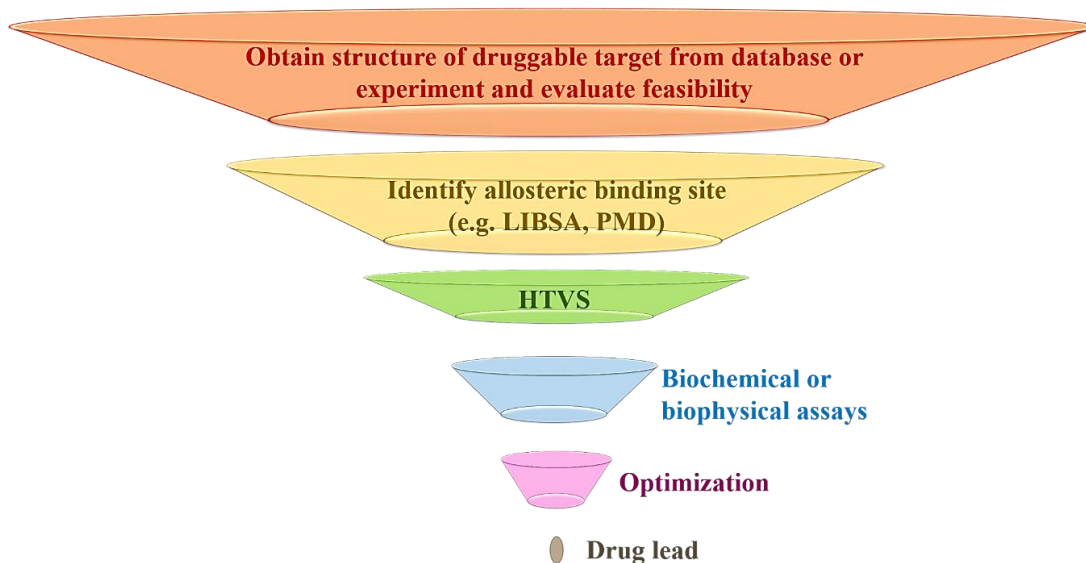 Obtain structure of druggable target from database or
experiment and evaluate feasibility
Identify allosteric binding site
(e.g. LIBSA, PMD)
HTVS
Biochemical or
biophysical assays
Optimization
Drug lead